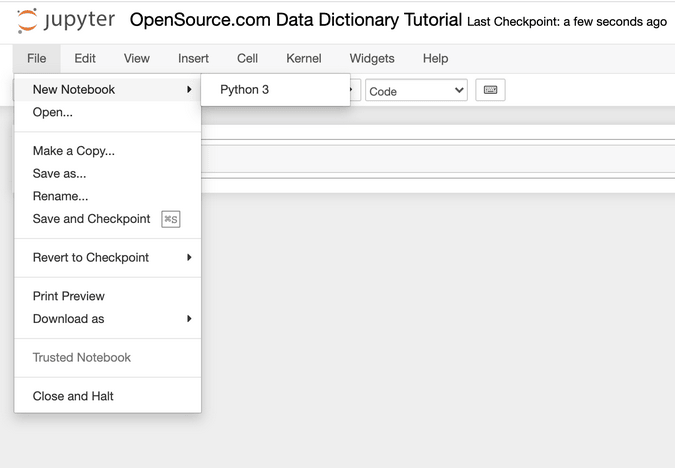 jupyter OpenSource.com Data Dictionary Tutorial Last Checkpoint: a few seconds ago
File Edit View Insert Cell Kernel Widgets Help
New Notebook Python 3 Code
Open...
Make a Copy...
Save as...
Rename...
Save and Checkpoint ⌘S
Revert to Checkpoint
Print Preview
Download as
Trusted Notebook
Close and Halt